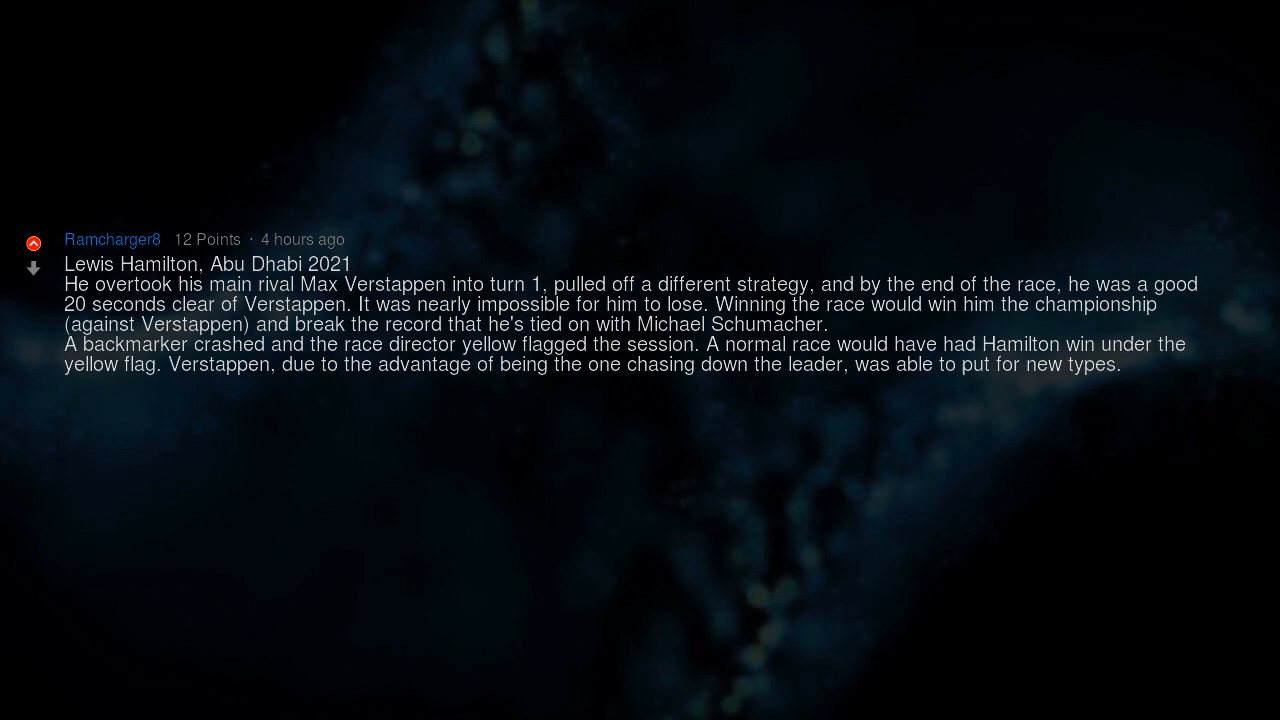 Ramcharger8 12 Points · 4 hours ago
Lewis Hamilton, Abu Dhabi 2021
He overtook his main rival Max Verstappen into turn 1, pulled off a different strategy, and by the end of the race, he was a good
20 seconds clear of Verstappen. It was nearly impossible for him to lose. Winning the race would win him the championship
(against Verstappen) and break the record that he's tied on with Michael Schumacher.
A backmarker crashed and the race director yellow flagged the session. A normal race would have had Hamilton win under the
yellow flag. Verstappen, due to the advantage of being the one chasing down the leader, was able to put for new types.